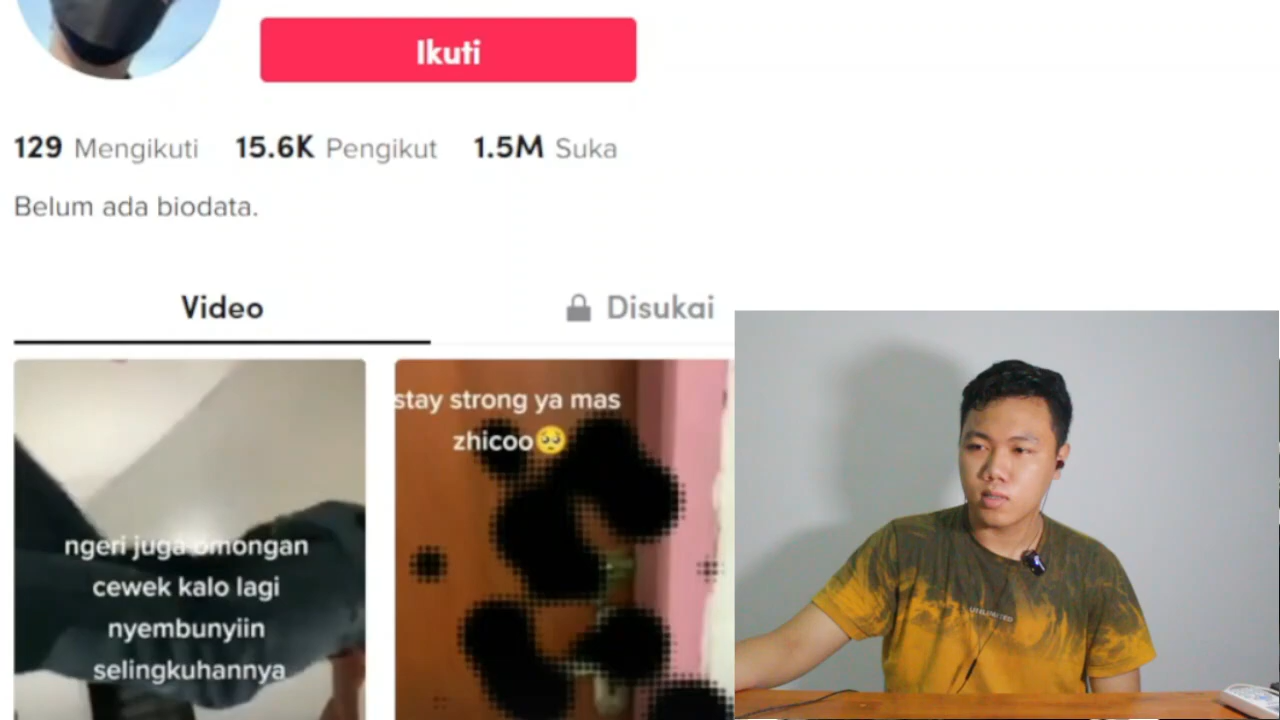 Ikuti
129 Mengikuti 15.6K Pengikut 1.5M Suka
Belum ada biodata.
Video
Disukai
ngeri juga omongan
cewek kalo lagi
nyembunyiin
selingkuhannya
stay strong ya mas
zhicoo🥺